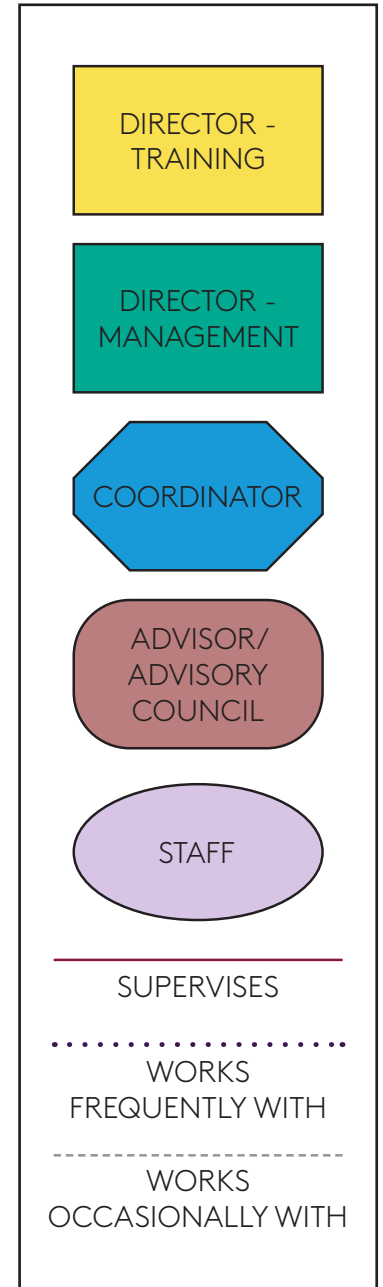 DIRECTOR -
TRAINING
DIRECTOR -
MANAGEMENT
COORDINATOR
ADVISOR/
ADVISORY
COUNCIL
STAFF
SUPERVISES
WORKS
FREQUENTLY WITH
WORKS
OCCASIONALLY WITH